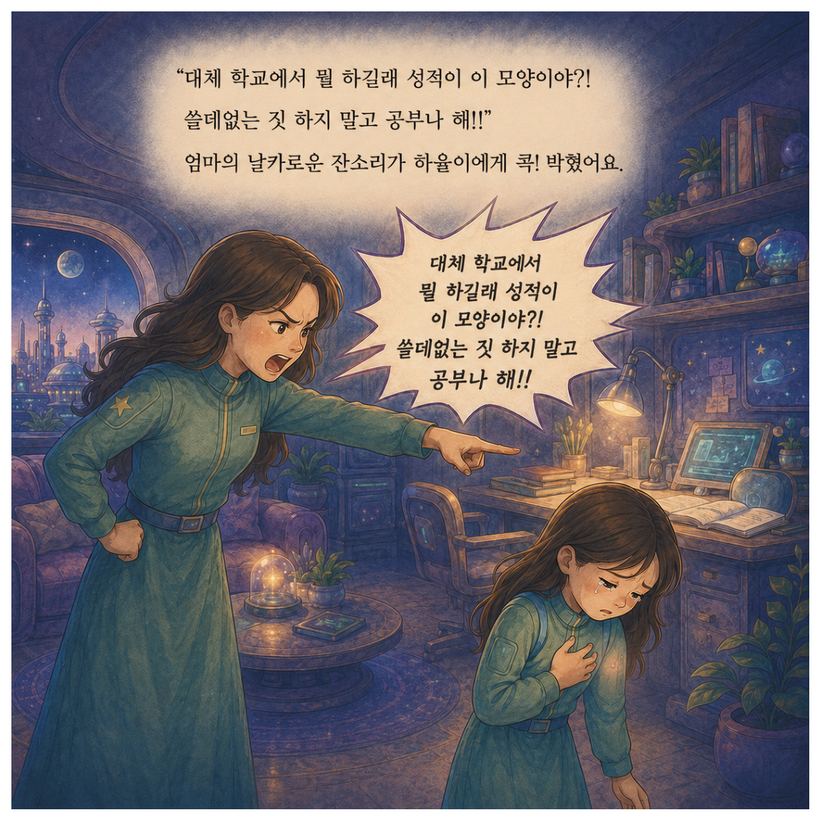 “대체 학교에서 뭘 하길래 성적이 이 모양이야?!
쓸데없는 짓 하지 말고 공부나 해!!”
엄마의 날카로운 잔소리가 하율이에게 콕! 박혔어요.
대체 학교에서
뭘 하길래 성적이
이 모양이야?!
쓸데없는 짓 하지 말고
공부나 해!!